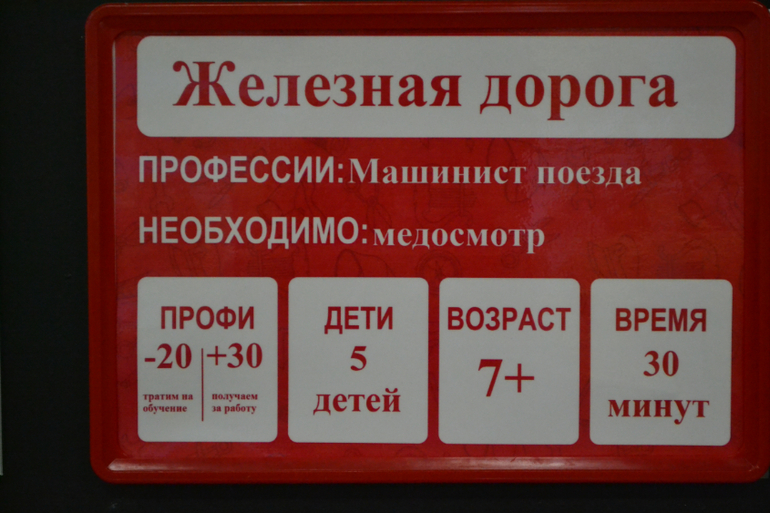 Железная дорога
ПРОФЕССИИ: Машинист поезда
НЕОБХОДИМО: медосмотр
ПРОФИ
-20 +30
тратим на получаем
обучение за работу
ДЕТИ
5
детей
ВОЗРАСТ
7+
ВРЕМЯ
30
минут